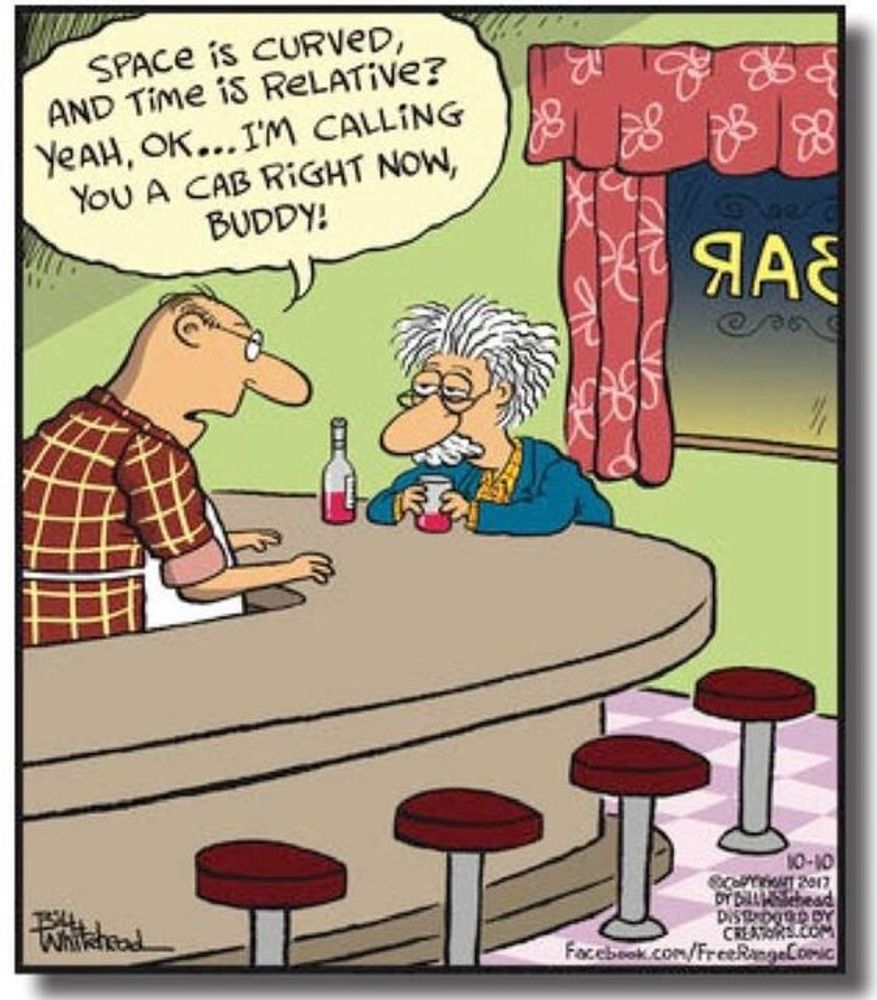 SPACE iS CURVeD,
AND TiMe iS ReLATiVe?
YeAH, OK...I'M CALLiNG
YOU A CAB RiGHT NOW,
BUDDY!
BAR
10-10
©COPYRIGHT 2017
BY Bill Whitehead
DISTRIBUTED BY
CREATORS.COM
Bill
Whitehead
Facebook.com/FreeRangeComic